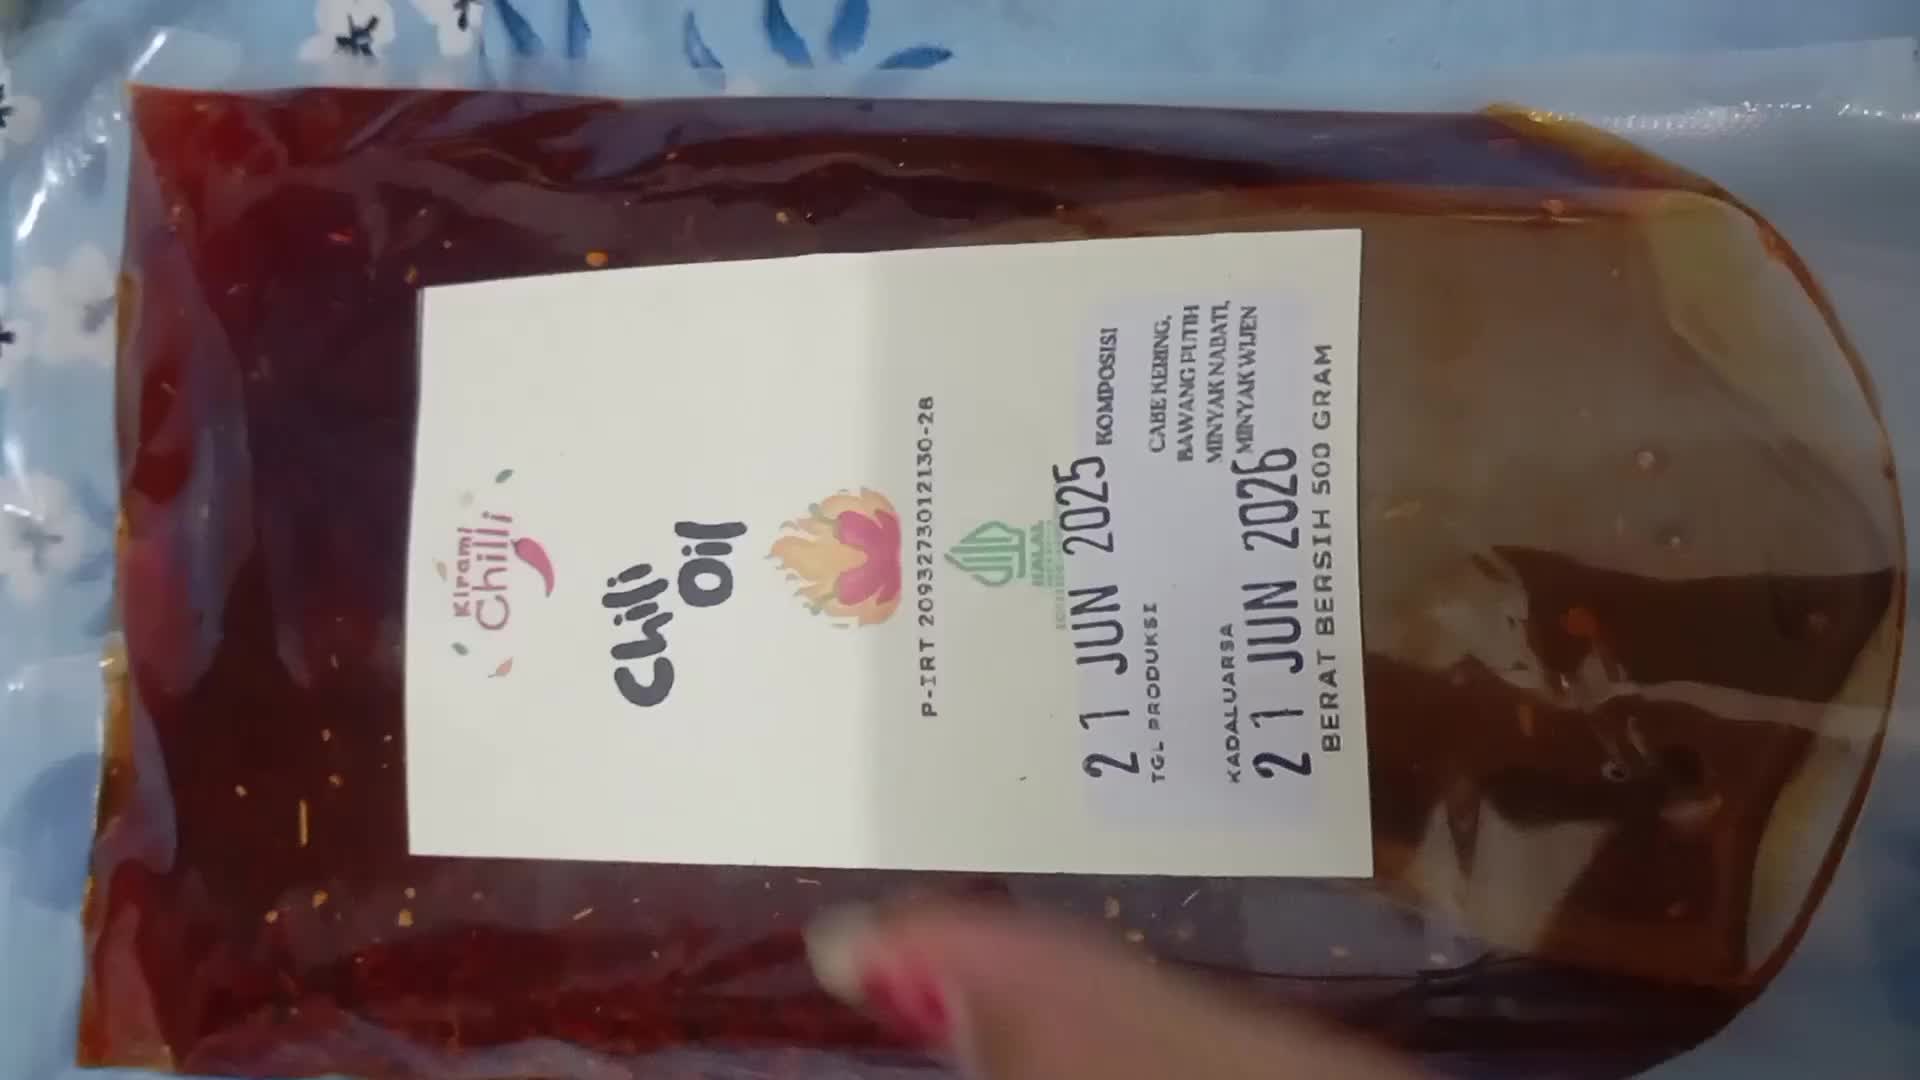 Kirami
Chilli
Chili
Oil
P-IRT 2093273012130-28
HALAL
21 JUN 2025
TGL PRODUKSI
KADALUARSA
21 JUN 2026
KOMPOSISI
CABE KERING,
BAWANG PUTIH
MINYAK NABATI,
MINYAK WIJEN
BERAT BERSIH 500 GRAM